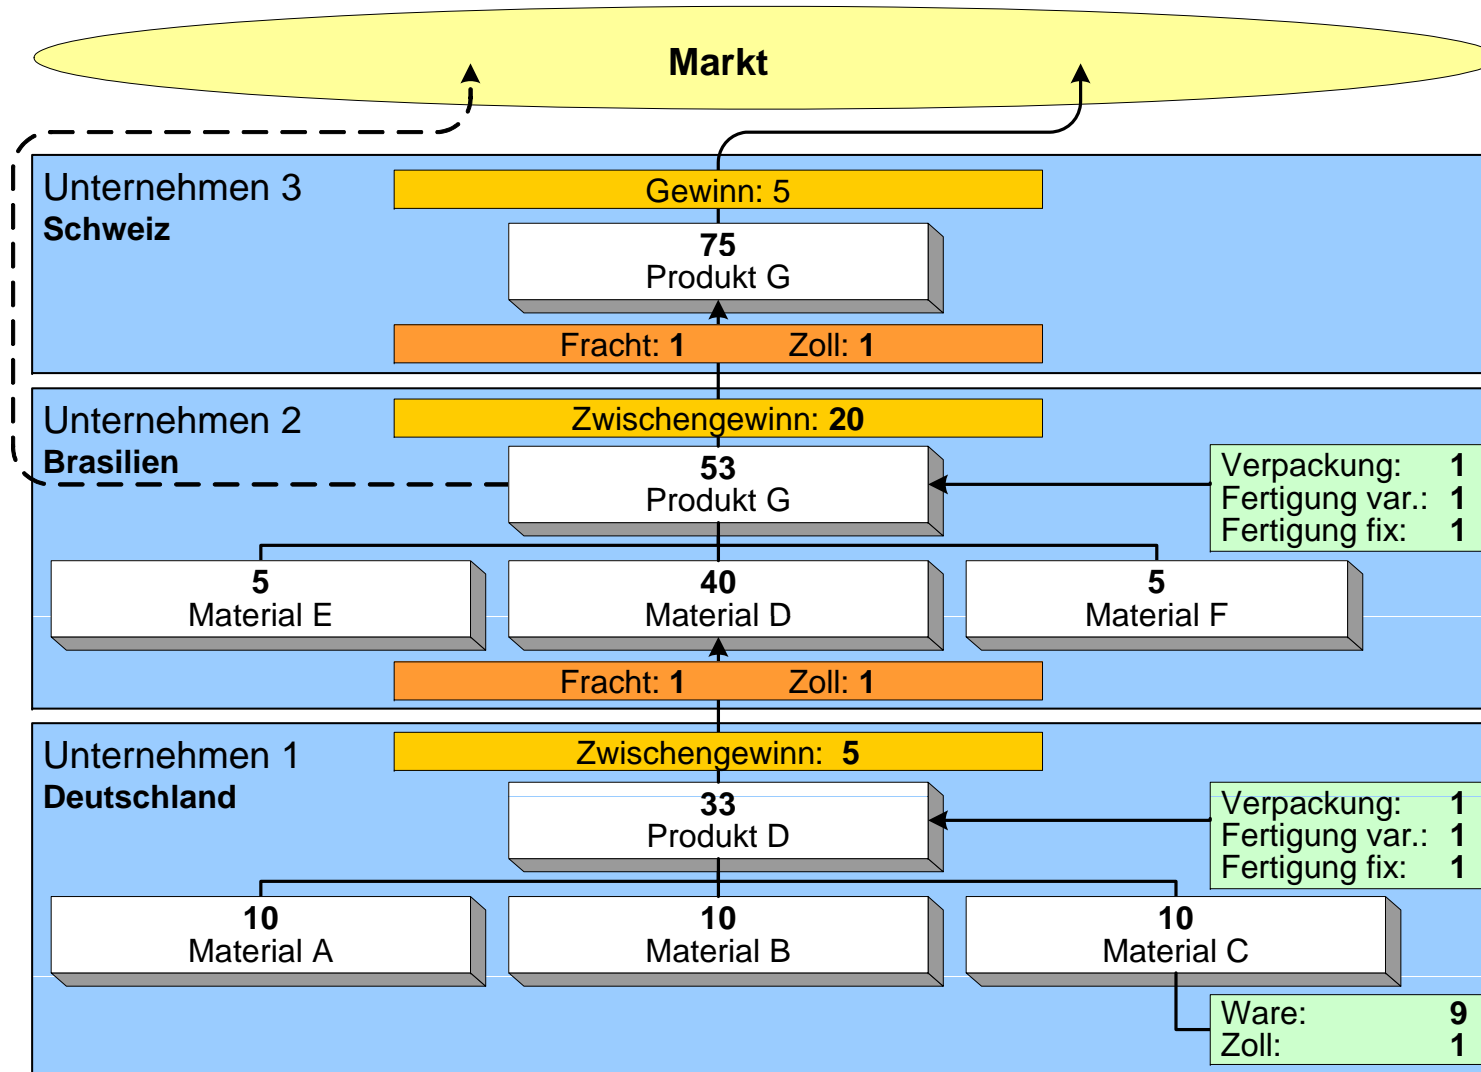 Markt
Unternehmen 3
Schweiz
Gewinn: 5
75
Produkt G
Fracht: 1 Zoll: 1
Unternehmen 2
Brasilien
Zwischengewinn: 20
53
Produkt G
Verpackung: 1
Fertigung var.: 1
Fertigung fix: 1
5
Material E
40
Material D
5
Material F
Fracht: 1 Zoll: 1
Unternehmen 1
Deutschland
Zwischengewinn: 5
33
Produkt D
Verpackung: 1
Fertigung var.: 1
Fertigung fix: 1
10
Material A
10
Material B
10
Material C
Ware: 9
Zoll: 1